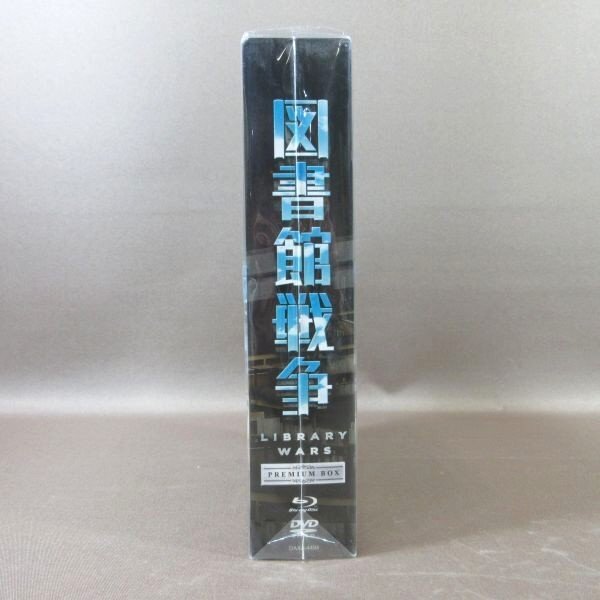 図書館戦争
LIBRARY
WARS
PREMIUM BOX
Blu-ray Disc
DVD